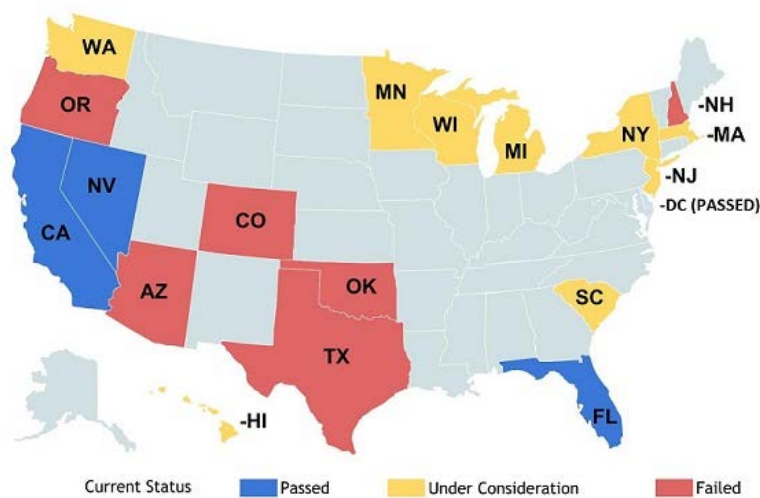 WA
OR
MN
WI
MI
NY
-NH
-MA
-NJ
-DC (PASSED)
NV
CA
CO
AZ
OK
TX
SC
FL
-HI
Current Status Passed Under Consideration Failed